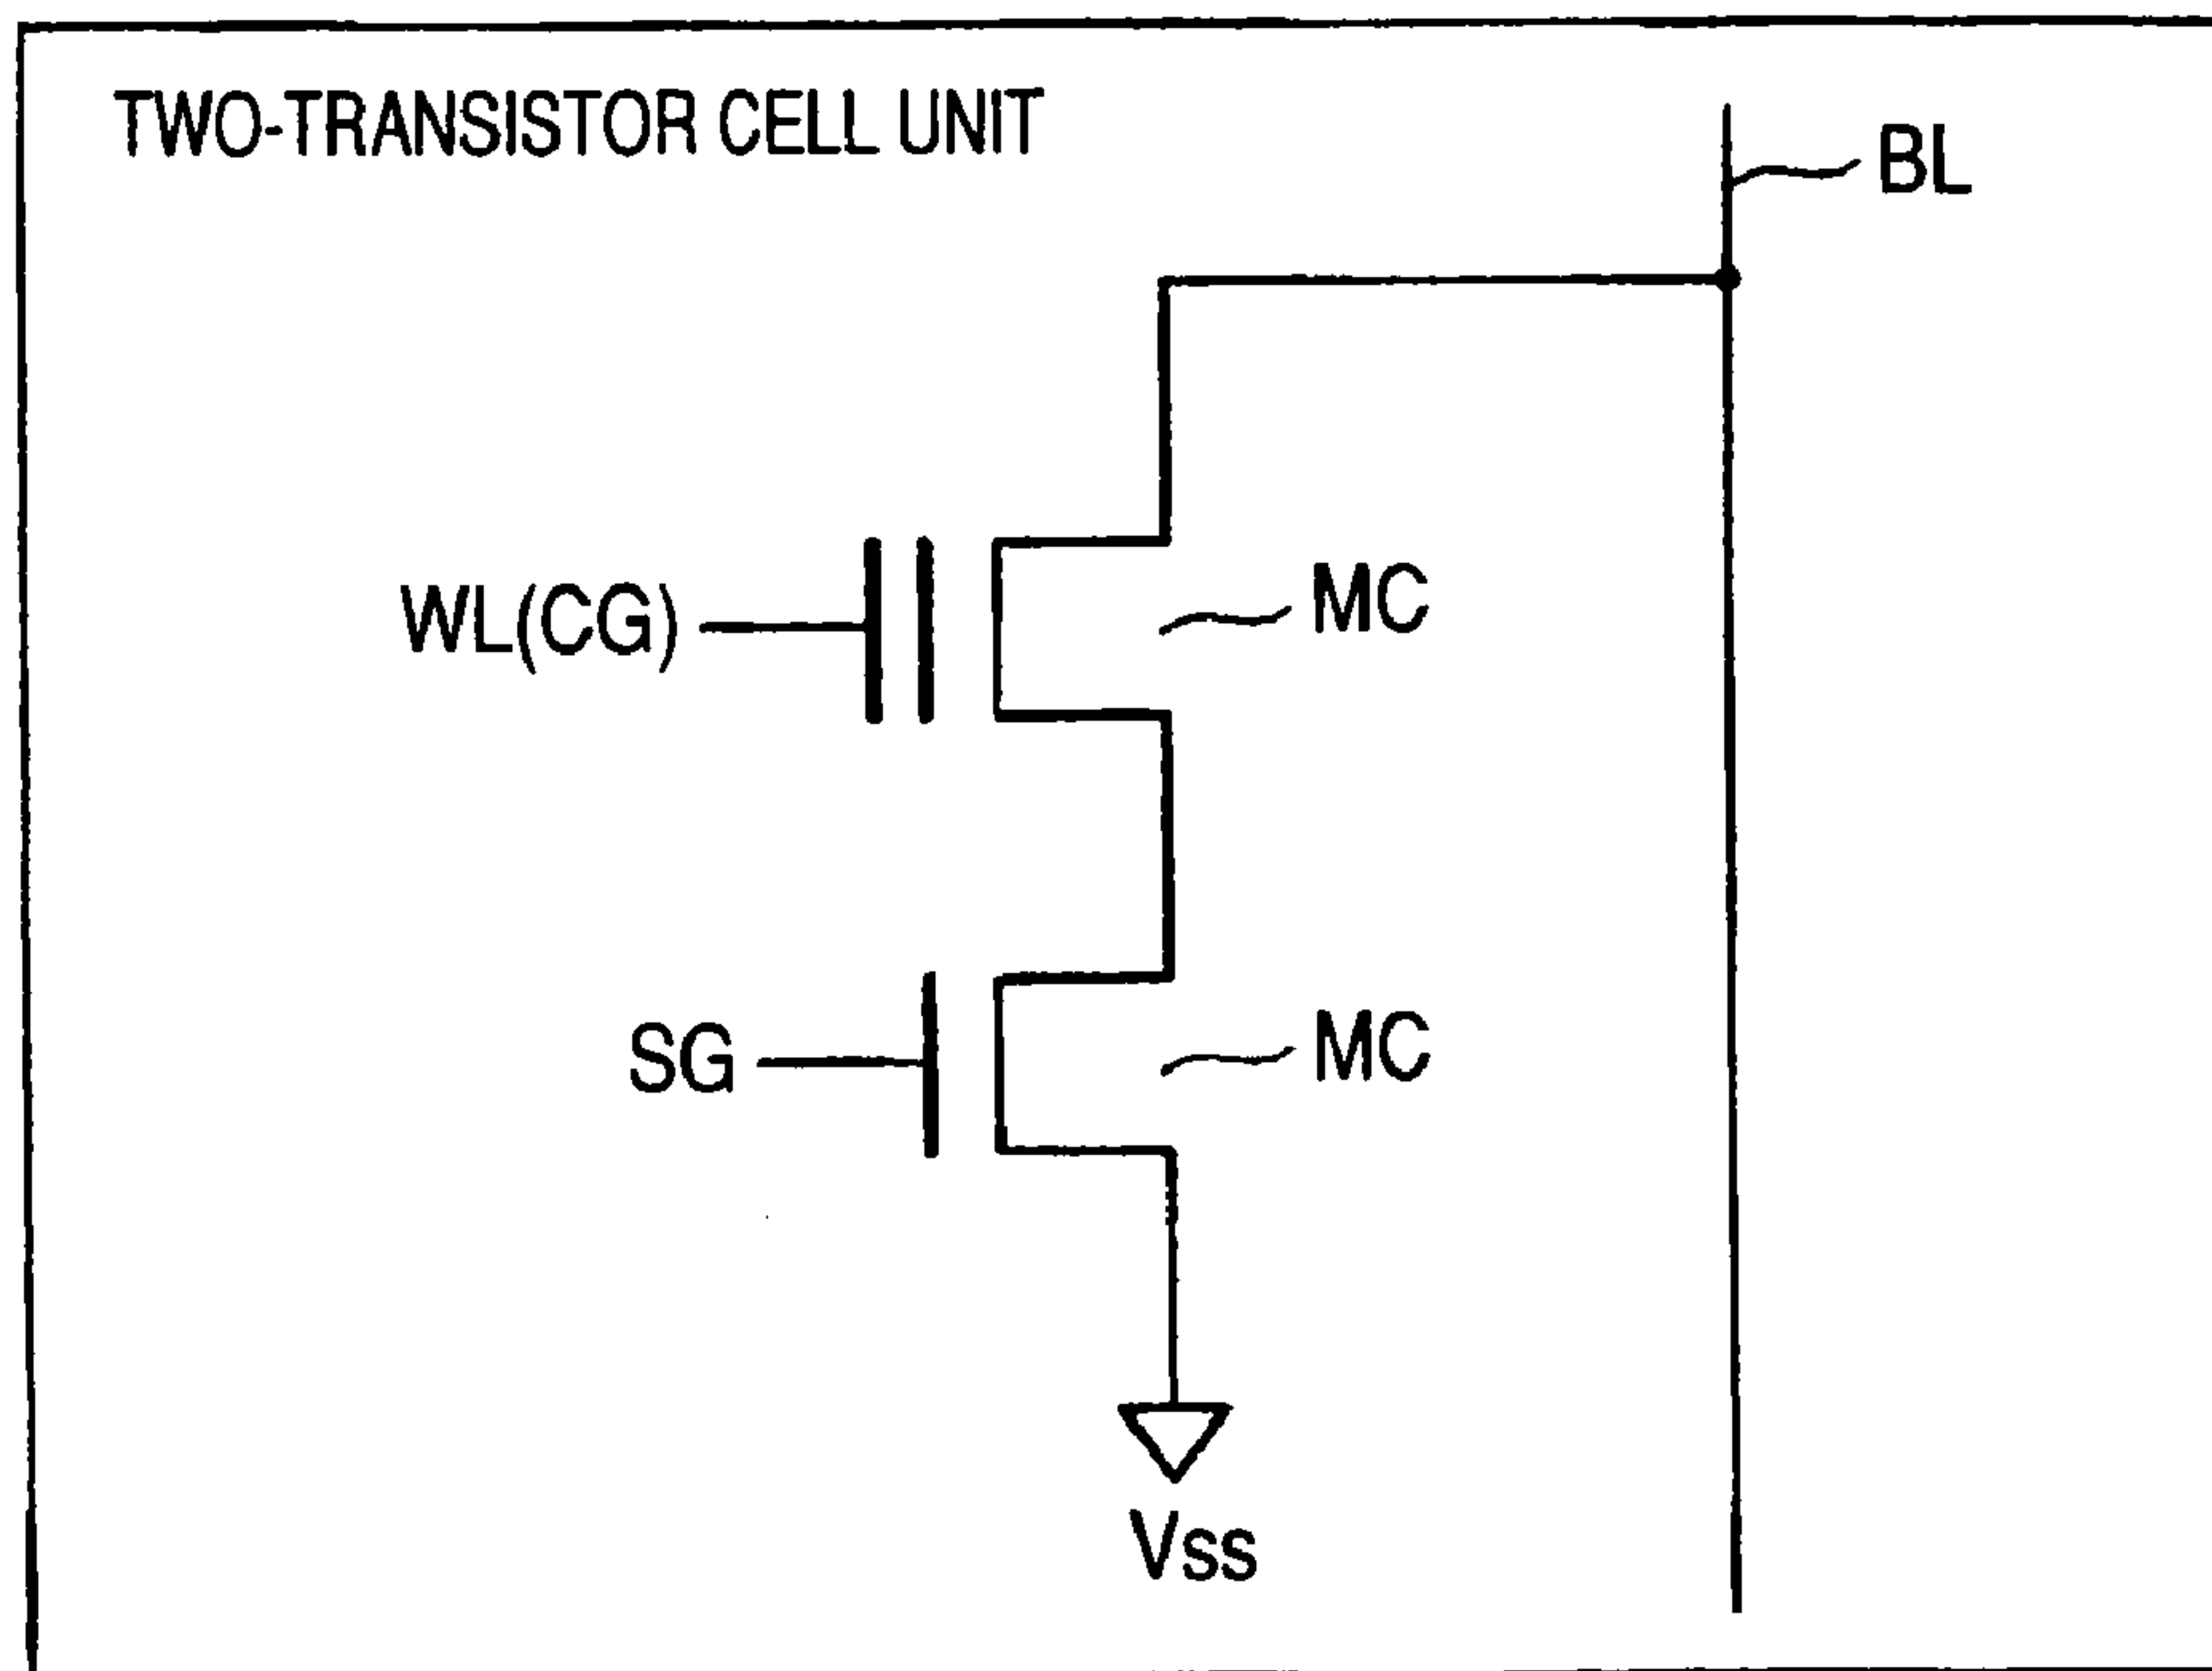 TWO-TRANSISTOR CELL UNIT
BL
WL(CG)
MC
SG
MC
Vss